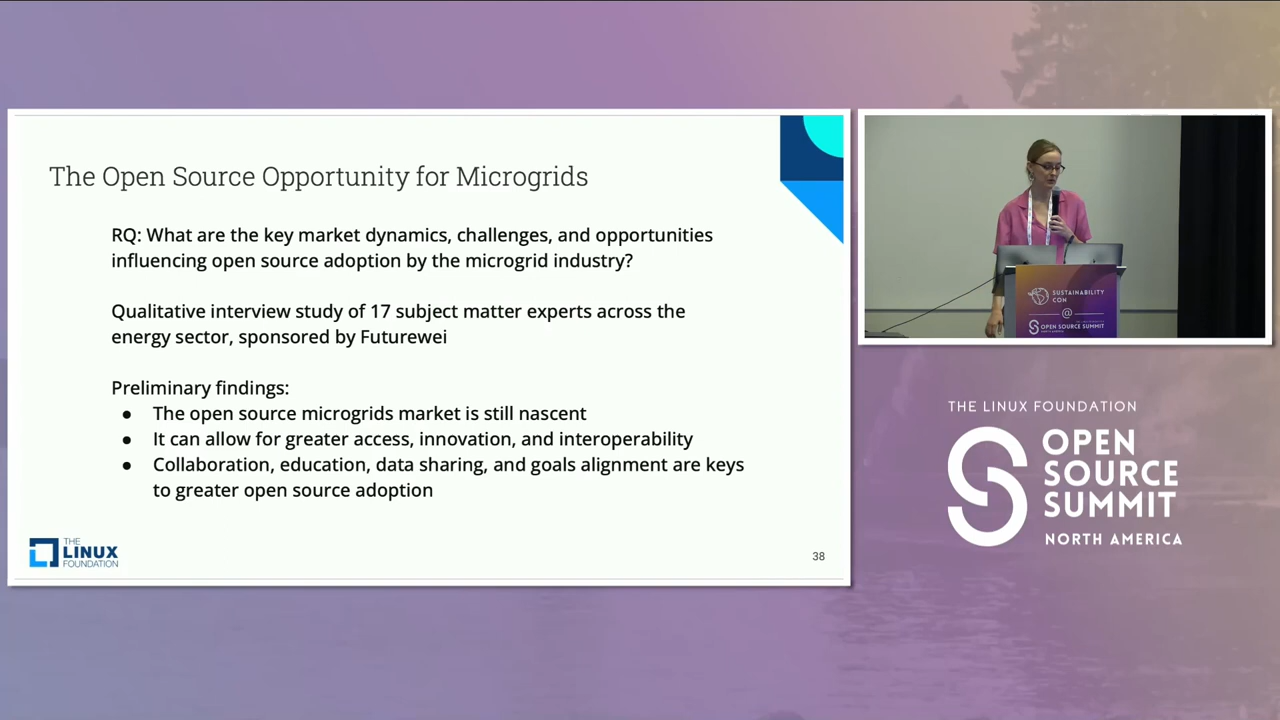 The Open Source Opportunity for Microgrids
RQ: What are the key market dynamics, challenges, and opportunities
influencing open source adoption by the microgrid industry?
Qualitative interview study of 17 subject matter experts across the
energy sector, sponsored by Futurewei
Preliminary findings:
● The open source microgrids market is still nascent
● It can allow for greater access, innovation, and interoperability
● Collaboration, education, data sharing, and goals alignment are keys
to greater open source adoption
THE
LINUX
FOUNDATION
38
SUSTAINABILITY
CON
@
OPEN SOURCE SUMMIT
NORTH AMERICA
THE LINUX FOUNDATION
OPEN
SOURCE
SUMMIT
NORTH AMERICA